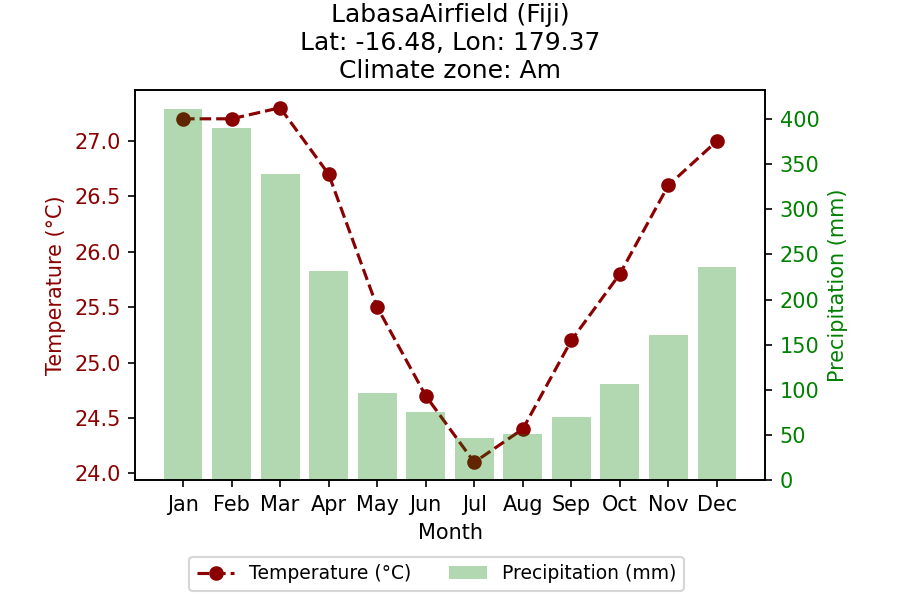 LabasaAirfield (Fiji)
Lat: -16.48, Lon: 179.37
Climate zone: Am
27.0
26.5
26.0
25.5
25.0
24.5
24.0
Temperature (°C)
400
350
300
250
200
150
100
50
0
Precipitation (mm)
Jan Feb Mar Apr May Jun Jul Aug Sep Oct Nov Dec
Month
Temperature (°C) Precipitation (mm)